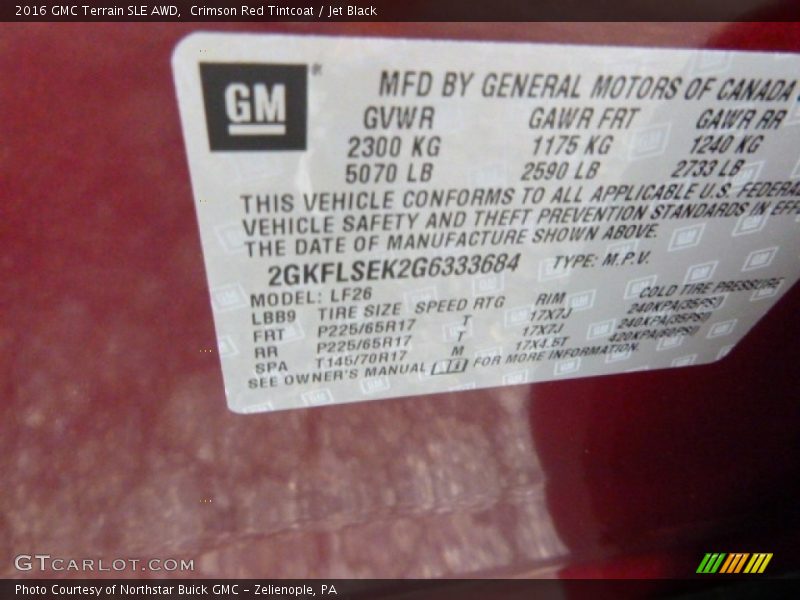 2016 GMC Terrain SLE AWD,  Crimson Red Tintcoat / Jet Black
GM
MFD BY GENERAL MOTORS OF CANADA
GVWR GAWR FRT GAWR RR
2300 KG 1175 KG 1240 KG
5070 LB 2590 LB 2733 LB
THIS VEHICLE CONFORMS TO ALL APPLICABLE U.S. FEDERA
VEHICLE SAFETY AND THEFT PREVENTION STANDARDS IN EFF
THE DATE OF MANUFACTURE SHOWN ABOVE.
2GKFLSEK2G6333684 TYPE: M.P.V.
MODEL: LF26
LBB9 TIRE SIZE SPEED RTG RIM COLD TIRE PRESSURE
FRT P225/65R17 T 17X7J 240KPA(35PSI)
RR P225/65R17 T 17X7J 240KPA(35PSI)
SPA T145/70R17 M 17X4.5T 420KPA(60PSI)
SEE OWNER'S MANUAL FOR MORE INFORMATION.
GTCARLOT.COM
Photo Courtesy of Northstar Buick GMC - Zelienople, PA